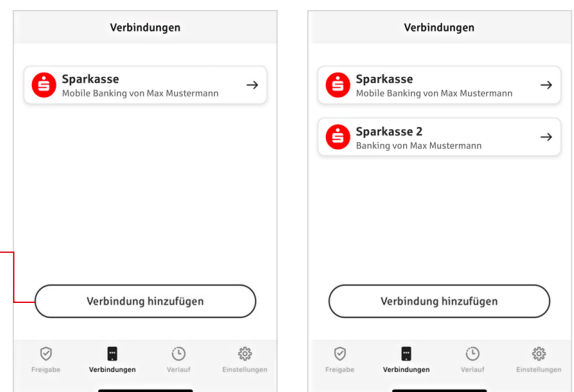 Verbindungen
Sparkasse
Mobile Banking von Max Mustermann
Verbindung hinzufügen
Freigabe
Verbindungen
Verlauf
Einstellungen
Verbindungen
Sparkasse
Mobile Banking von Max Mustermann
Sparkasse 2
Banking von Max Mustermann
Verbindung hinzufügen
Freigabe
Verbindungen
Verlauf
Einstellungen